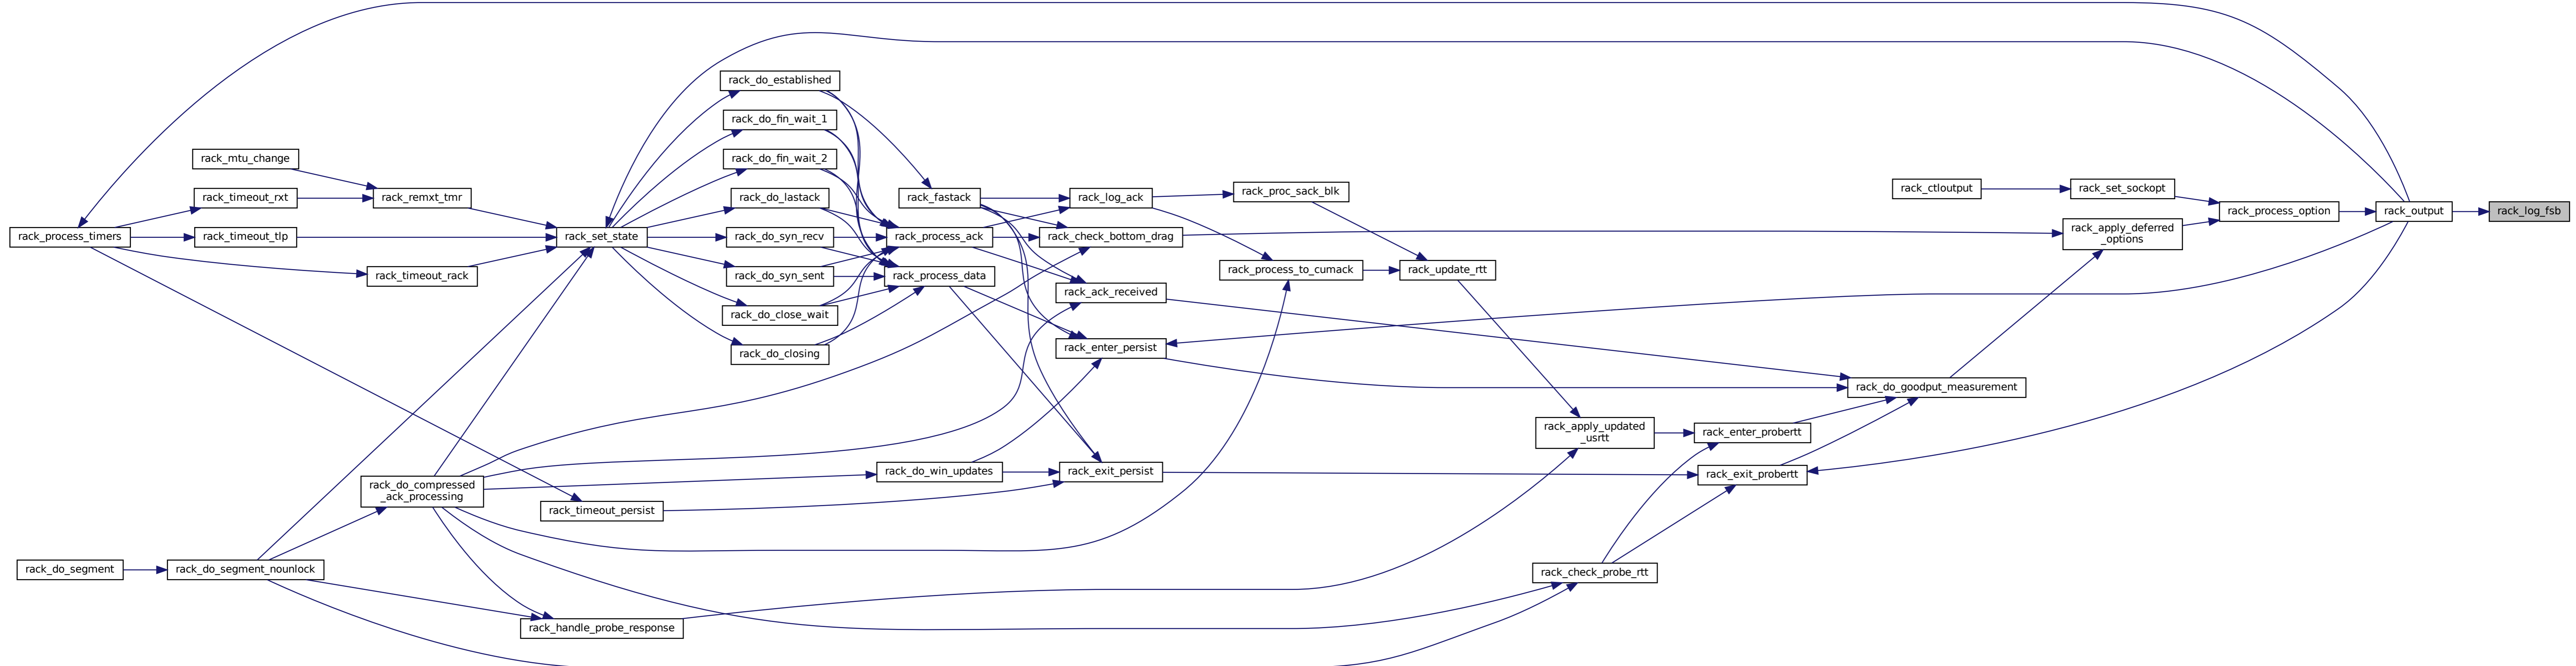 rack_do_established
rack_do_fin_wait_1
rack_mtu_change
rack_do_fin_wait_2
rack_timeout_rxt
rack_remxt_tmr
rack_do_lastack
rack_fastack
rack_log_ack
rack_proc_sack_blk
rack_ctloutput
rack_set_sockopt
rack_process_option
rack_output
rack_log_fsb
rack_process_timers
rack_timeout_tlp
rack_set_state
rack_do_syn_recv
rack_process_ack
rack_check_bottom_drag
rack_apply_deferred
_options
rack_timeout_rack
rack_do_syn_sent
rack_process_data
rack_process_to_cumack
rack_update_rtt
rack_ack_received
rack_do_close_wait
rack_do_closing
rack_enter_persist
rack_do_goodput_measurement
rack_apply_updated
_usrtt
rack_enter_probertt
rack_do_win_updates
rack_exit_persist
rack_exit_probertt
rack_do_compressed
_ack_processing
rack_timeout_persist
rack_do_segment
rack_do_segment_nounlock
rack_check_probe_rtt
rack_handle_probe_response